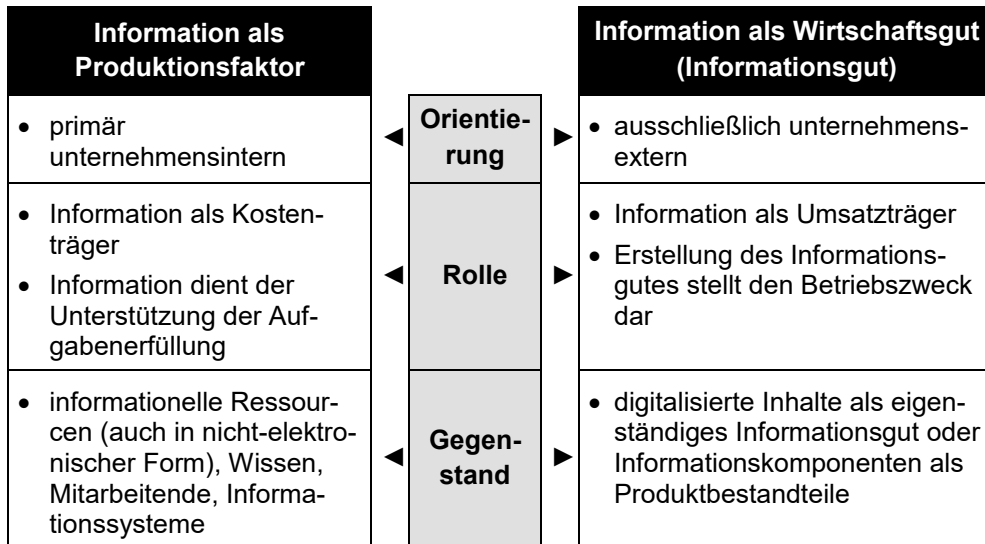 Information als
Produktionsfaktor
Information als Wirtschaftsgut
(Informationsgut)
• primär
unternehmensintern
◄ Orientie-
rung ►
• ausschließlich unternehmens-
extern
• Information als Kosten-
träger
• Information dient der
Unterstützung der Auf-
gabenerfüllung
◄ Rolle ►
• Information als Umsatzträger
• Erstellung des Informations-
gutes stellt den Betriebszweck
dar
• informationelle Ressour-
cen (auch in nicht-elektro-
nischer Form), Wissen,
Mitarbeitende, Informa-
tionssysteme
◄ Gegen-
stand ►
• digitalisierte Inhalte als eigen-
ständiges Informationsgut oder
Informationskomponenten als
Produktbestandteile